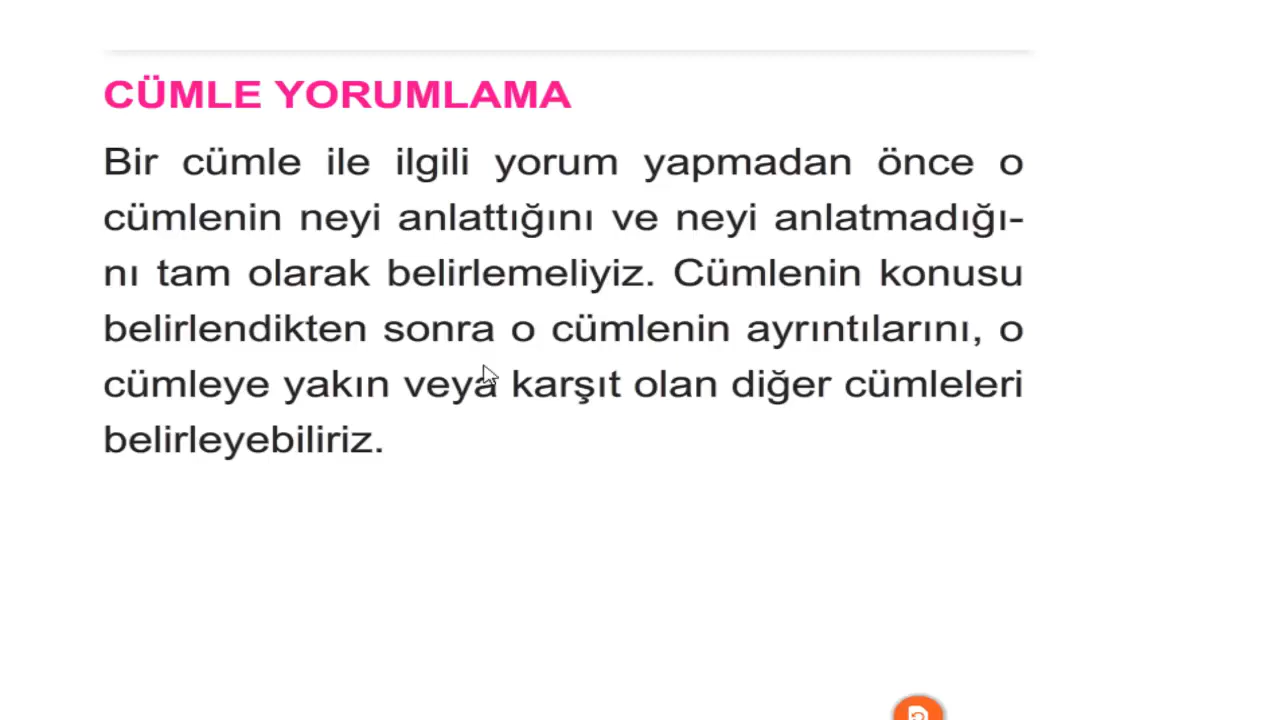 CÜMLE YORUMLAMA
Bir cümle ile ilgili yorum yapmadan önce o
cümlenin neyi anlattığını ve neyi anlatmadığı-
nı tam olarak belirlemeliyiz. Cümlenin konusu
belirlendikten sonra o cümlenin ayrıntılarını, o
cümleye yakın veya karşıt olan diğer cümleleri
belirleyebiliriz.